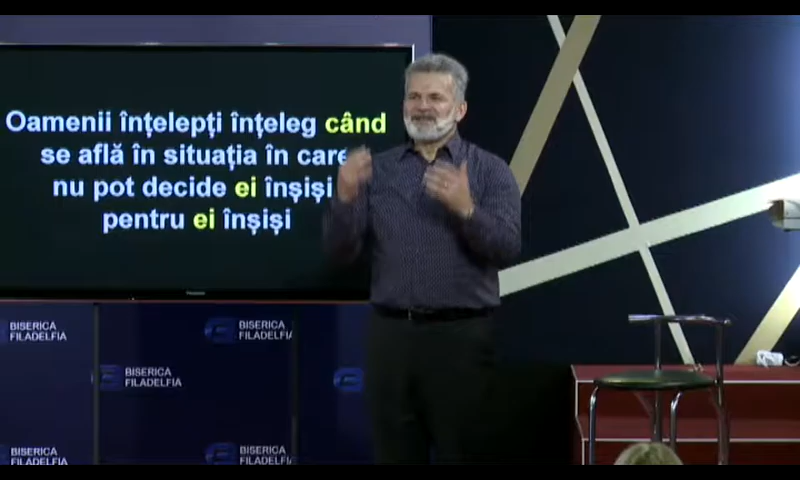 Oamenii înțelepți înțeleg când
se află în situația în care
nu pot decide ei înșiși
pentru ei înșiși
BISERICA
FILADELFIA
BISERICA
FILADELFIA
BISERICA
FILADELFIA
BISERICA
FILADELFIA
BISERICA
FILADELFIA